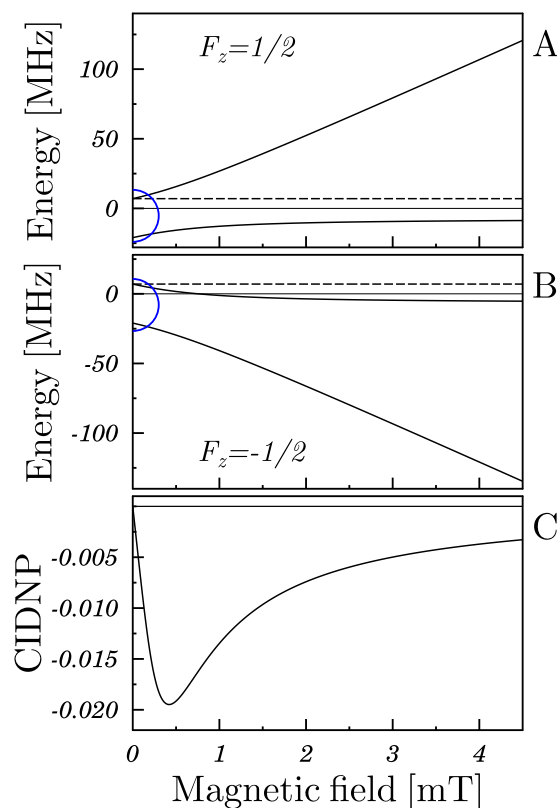 A
F_z=1/2
Energy [MHz]
100
50
0
B
Energy [MHz]
0
-50
-100
F_z=-1/2
C
CIDNP
-0.005
-0.010
-0.015
-0.020
0 1 2 3 4
Magnetic field [mT]